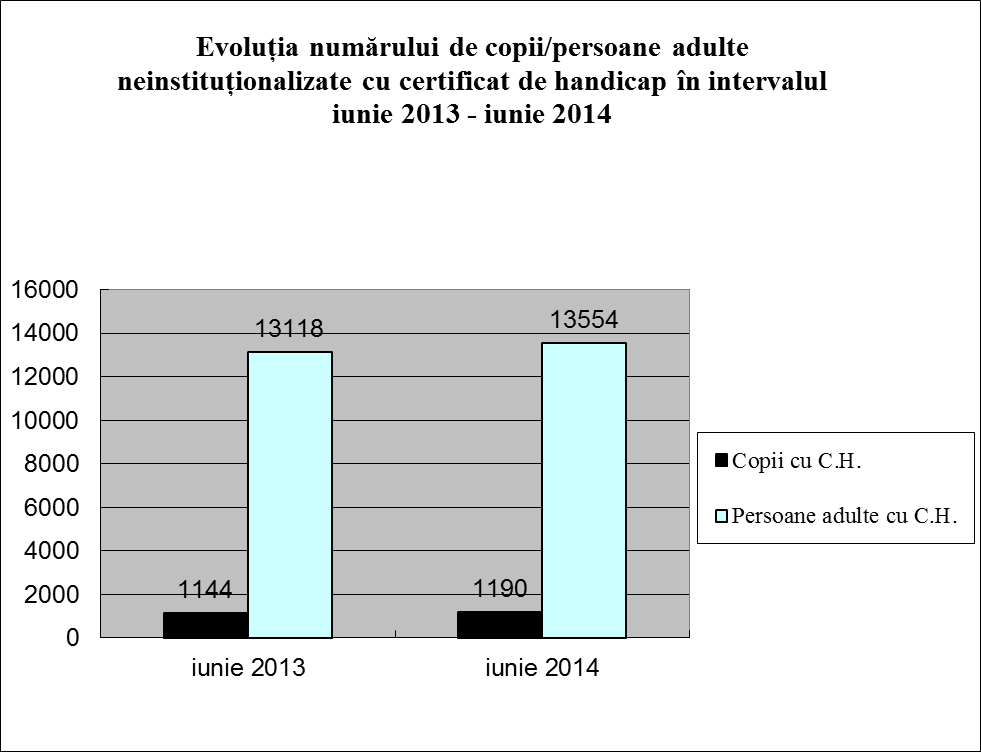 Evoluția numărului de copii/persoane adulte
neinstituționalizate cu certificat de handicap în intervalul
iunie 2013 - iunie 2014
16000
14000
12000
10000
8000
6000
4000
2000
0
13118
13554
1144
1190
iunie 2013
iunie 2014
Copii cu C.H.
Persoane adulte cu C.H.